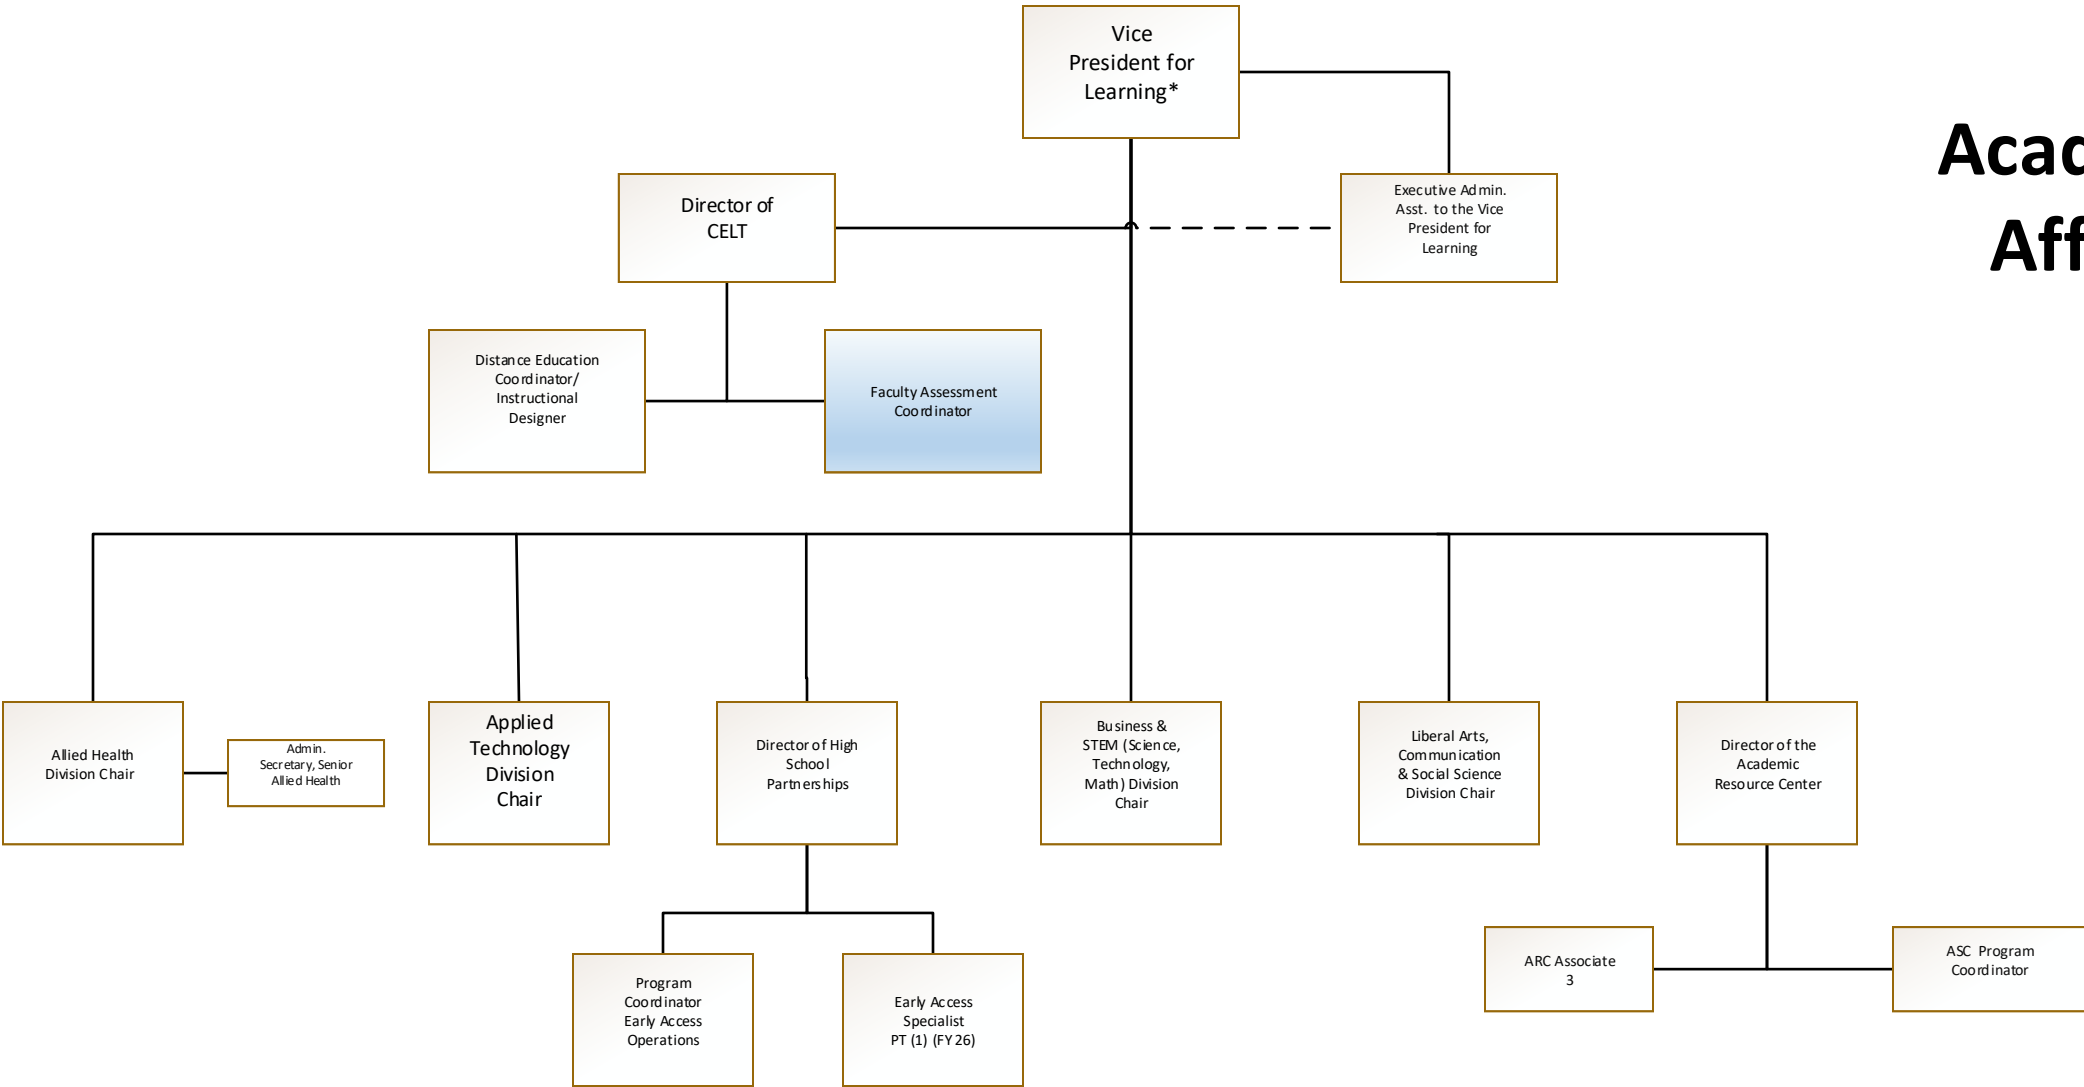 Vice
President for
Learning*
Acad
Aff
Director of
CELT
Executive Admin.
Asst. to the Vice
President for
Learning
Distance Education
Coordinator/
Instructional
Designer
Faculty Assessment
Coordinator
Allied Health
Division Chair
Admin.
Secretary, Senior
Allied Health
Applied
Technology
Division
Chair
Director of High
School
Partnerships
Business &
STEM (Science,
Technology,
Math) Division
Chair
Liberal Arts,
Communication
& Social Science
Division Chair
Director of the
Academic
Resource Center
Program
Coordinator
Early Access
Operations
Early Access
Specialist
PT (1) (FY 26)
ARC Associate
3
ASC Program
Coordinator